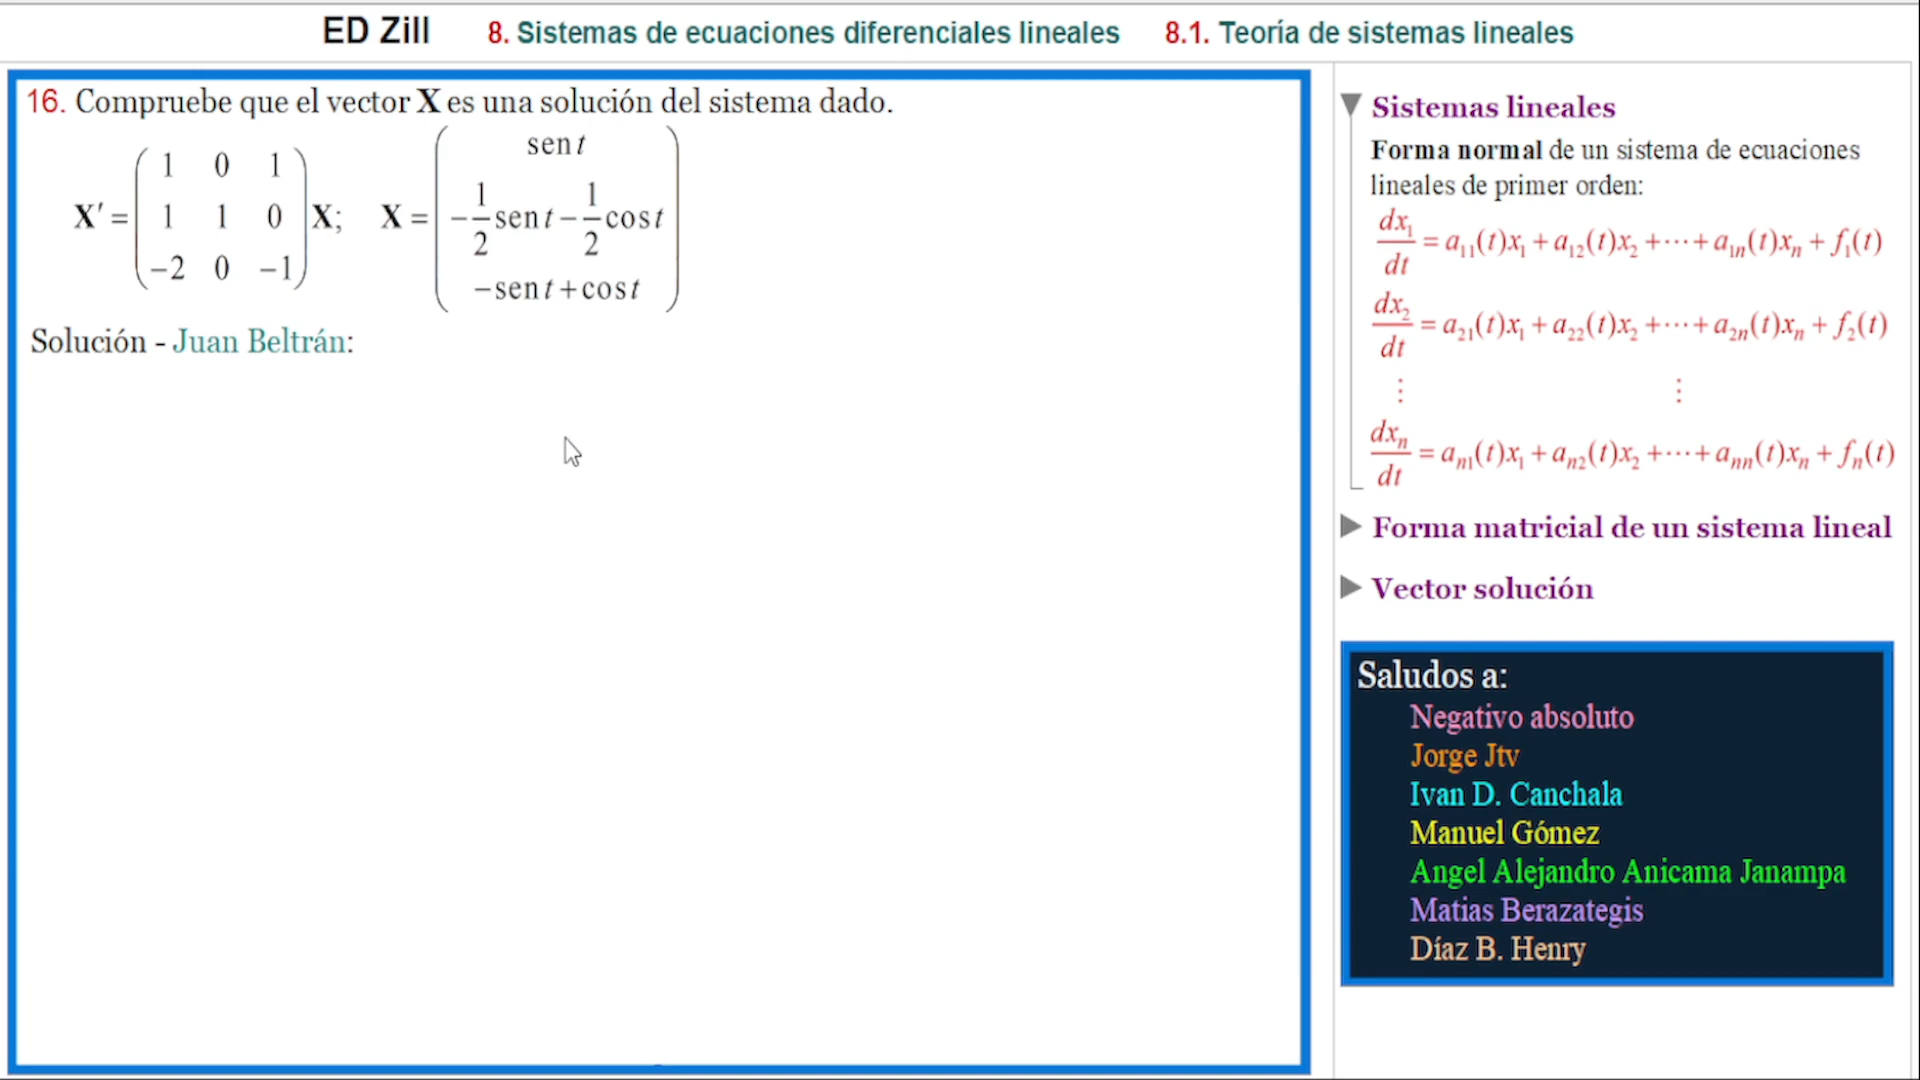 ED Zill 8. Sistemas de ecuaciones diferenciales lineales 8.1. Teoría de sistemas lineales
16. Compruebe que el vector X es una solución del sistema dado.
X′ = ( 1 0 1 ; 1 1 0 ; −2 0 −1 ) X; X = ( sen t ; −1/2 sen t − 1/2 cos t ; −sen t + cos t )
Solución - Juan Beltrán:
Sistemas lineales
Forma normal de un sistema de ecuaciones
lineales de primer orden:
dx₁/dt = a₁₁(t)x₁ + a₁₂(t)x₂ + ⋯ + a₁ₙ(t)xₙ + f₁(t)
dx₂/dt = a₂₁(t)x₁ + a₂₂(t)x₂ + ⋯ + a₂ₙ(t)xₙ + f₂(t)
⋮ ⋮
dxₙ/dt = aₙ₁(t)x₁ + aₙ₂(t)x₂ + ⋯ + aₙₙ(t)xₙ + fₙ(t)
Forma matricial de un sistema lineal
Vector solución
Saludos a:
Negativo absoluto
Jorge Jtv
Ivan D. Canchala
Manuel Gómez
Angel Alejandro Anicama Janampa
Matias Berazategis
Díaz B. Henry